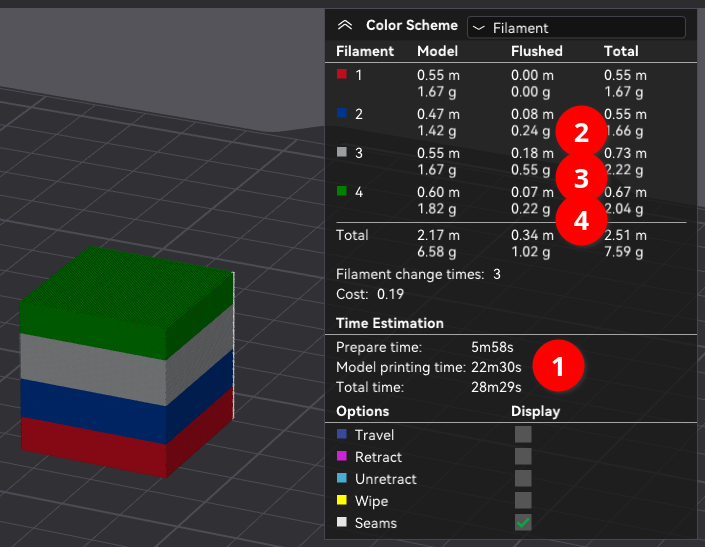 Color Scheme Filament
Filament Model Flushed Total
1 0.55 m 0.00 m 0.55 m
1.67 g 0.00 g 1.67 g
2 0.47 m 0.08 m 0.55 m
1.42 g 0.24 g 2 1.66 g
3 0.55 m 0.18 m 0.73 m
1.67 g 0.55 g 3 2.22 g
4 0.60 m 0.07 m 0.67 m
1.82 g 0.22 g 4 2.04 g
Total 2.17 m 0.34 m 2.51 m
6.58 g 1.02 g 7.59 g
Filament change times: 3
Cost: 0.19
Time Estimation
Prepare time: 5m58s
Model printing time: 22m30s 1
Total time: 28m29s
Options Display
Travel
Retract
Unretract
Wipe
Seams